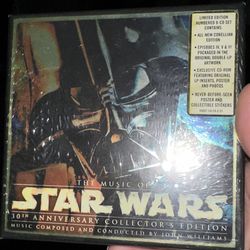 LIMITED EDITION
NUMBERED 8-CD SET
CONTAINS:
• ALL NEW CORELLIAN
EDITION
• EPISODES IV, V & VI
PACKAGED IN THE
ORIGINAL DOUBLE-LP
ARTWORK
• EXCLUSIVE CD-ROM
FEATURING ORIGINAL
LP INSERTS, POSTER
AND PHOTOS
• NEVER-BEFORE-SEEN
POSTER AND
COLLECTIBLE STICKERS
THE MUSIC OF
STAR WARS
30TH ANNIVERSARY COLLECTOR'S EDITION
MUSIC COMPOSED AND CONDUCTED BY JOHN WILLIAMS